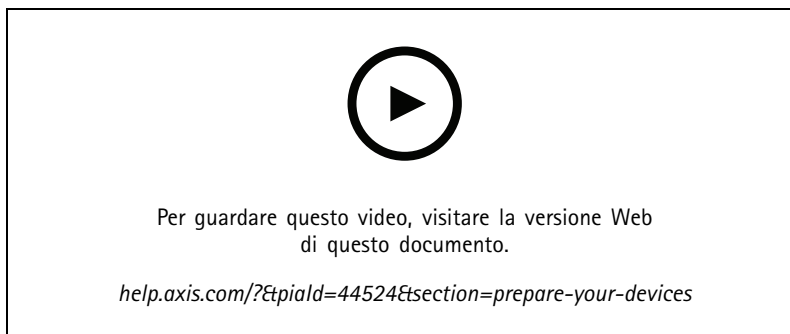 Per guardare questo video, visitare la versione Web
di questo documento.
help.axis.com/?&piaId=44524&section=prepare-your-devices